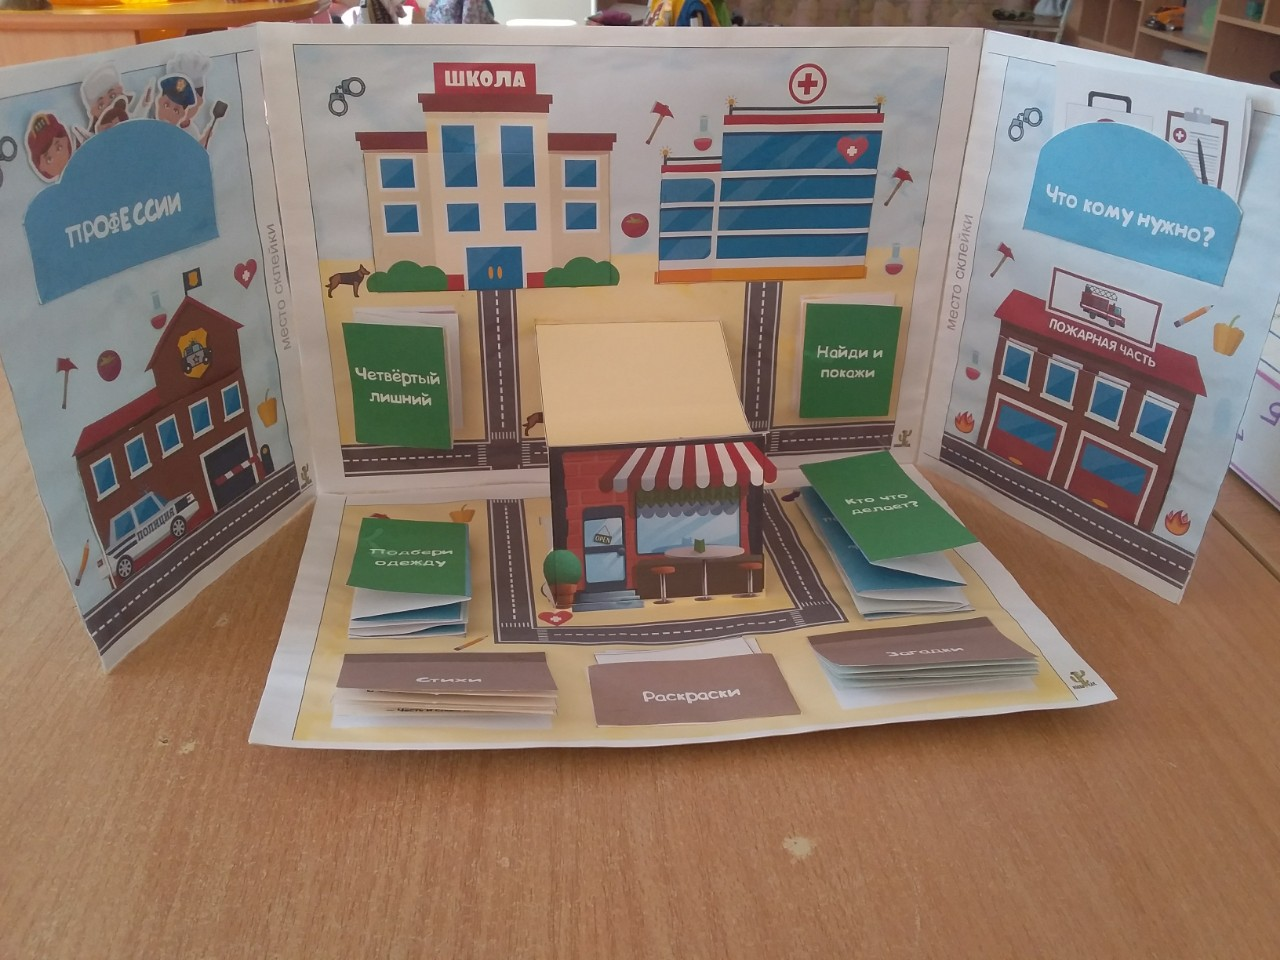 ПРОФЕССИИ
место склейки
ПОЛИЦИЯ
ШКОЛА
Четвёртый
лишний
Найди и
покажи
место склейки
Что кому нужно?
ПОЖАРНАЯ ЧАСТЬ
Подбери
одежду
OPEN
Кто что
делает?
Стихи
Раскраски
Загадки